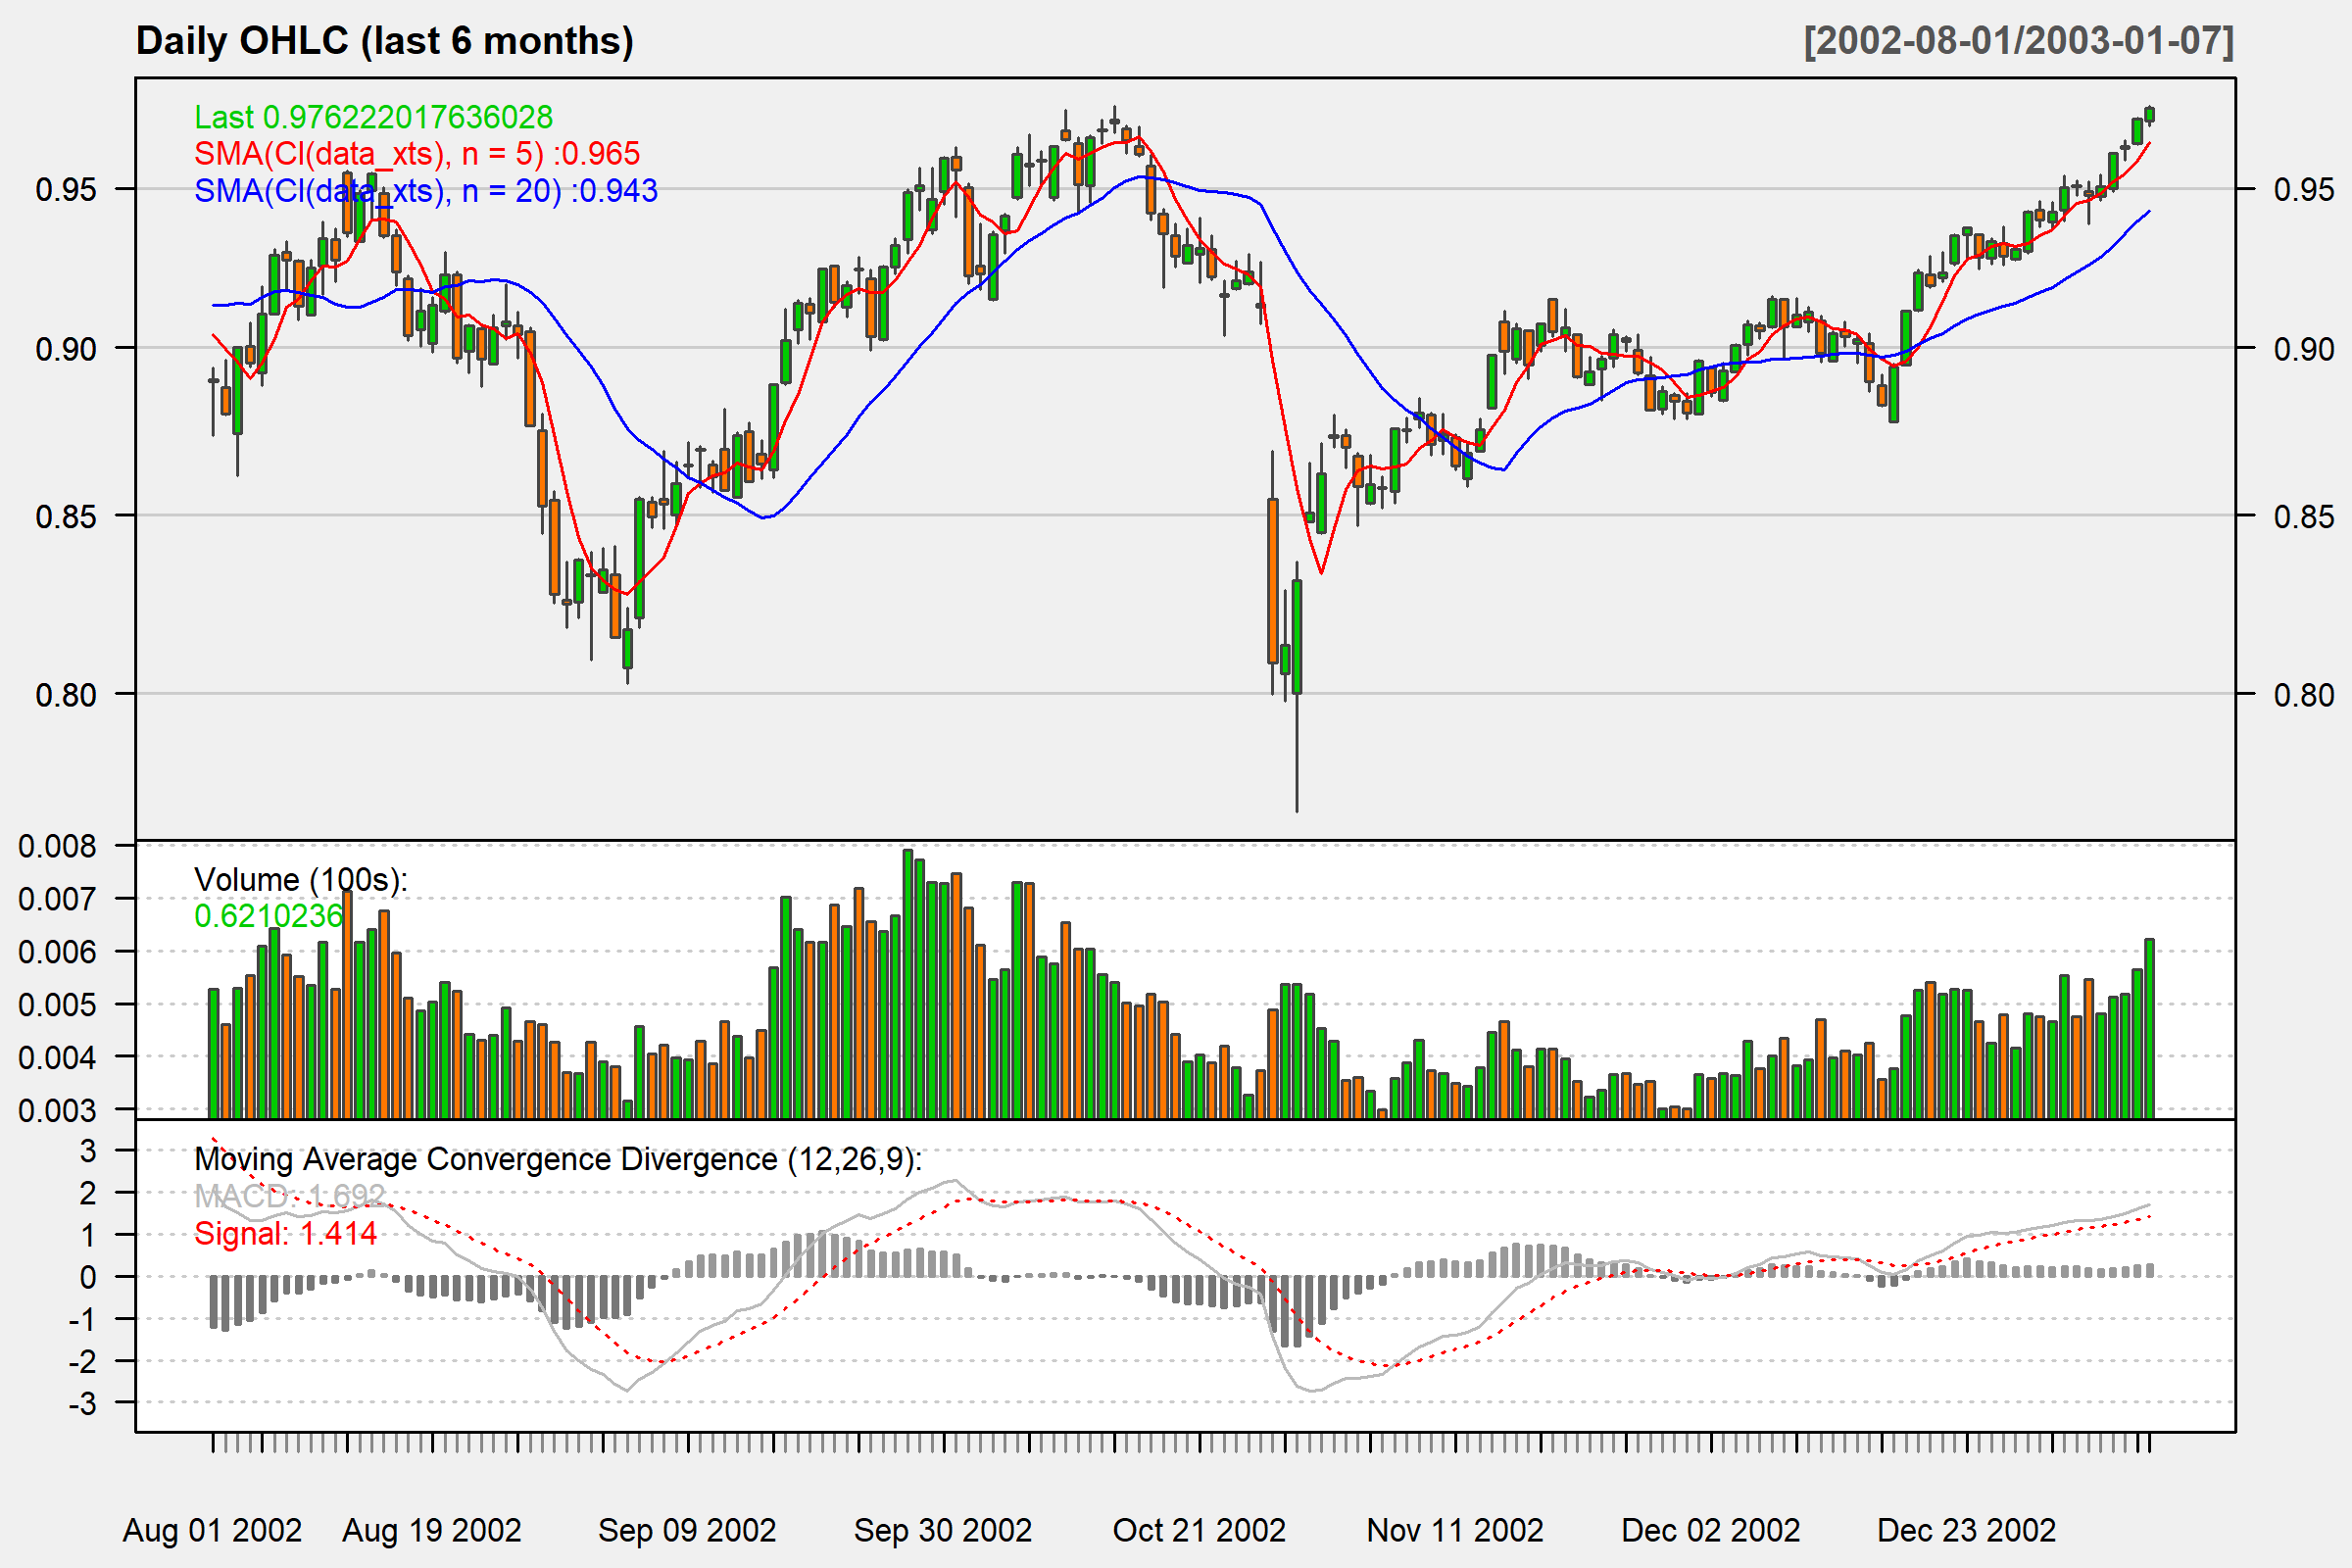 Daily OHLC (last 6 months)
[2002-08-01/2003-01-07]
Last 0.976222017636028
SMA(Cl(data_xts), n = 5) :0.965
SMA(Cl(data_xts), n = 20) :0.943
0.95
0.95
0.90
0.90
0.85
0.85
0.80
0.80
0.008
Volume (100s):
0.007
0.6210236
0.006
0.005
0.004
0.003
3
Moving Average Convergence Divergence (12,26,9):
2
MACD: 1.692
1
Signal: 1.414
0
-1
-2
-3
Aug 01 2002
Aug 19 2002
Sep 09 2002
Sep 30 2002
Oct 21 2002
Nov 11 2002
Dec 02 2002
Dec 23 2002